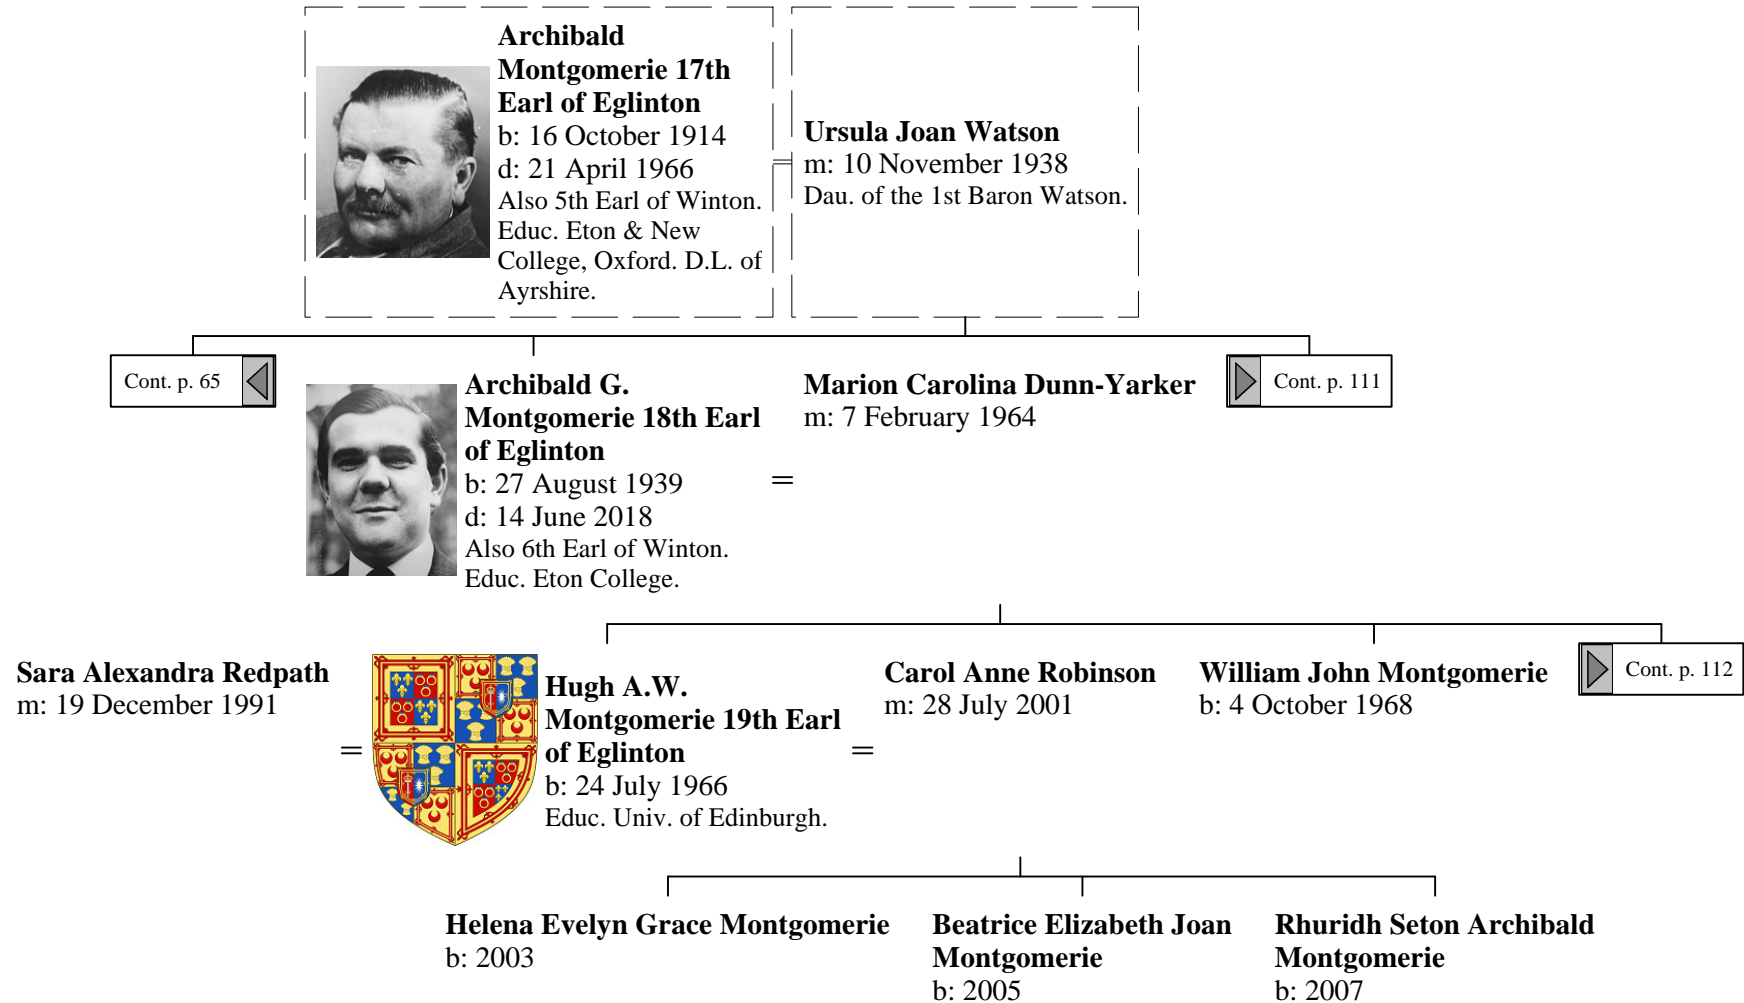 Archibald
Montgomerie 17th
Earl of Eglinton
b: 16 October 1914
d: 21 April 1966
Also 5th Earl of Winton.
Educ. Eton & New
College, Oxford. D.L. of
Ayrshire.
=
Ursula Joan Watson
m: 10 November 1938
Dau. of the 1st Baron Watson.
Cont. p. 65
Archibald G.
Montgomerie 18th Earl
of Eglinton
b: 27 August 1939
d: 14 June 2018
Also 6th Earl of Winton.
Educ. Eton College.
=
Marion Carolina Dunn-Yarker
m: 7 February 1964
Cont. p. 111
Sara Alexandra Redpath
m: 19 December 1991
=
Hugh A.W.
Montgomerie 19th Earl
of Eglinton
b: 24 July 1966
Educ. Univ. of Edinburgh.
=
Carol Anne Robinson
m: 28 July 2001
William John Montgomerie
b: 4 October 1968
Cont. p. 112
Helena Evelyn Grace Montgomerie
b: 2003
Beatrice Elizabeth Joan
Montgomerie
b: 2005
Rhuridh Seton Archibald
Montgomerie
b: 2007